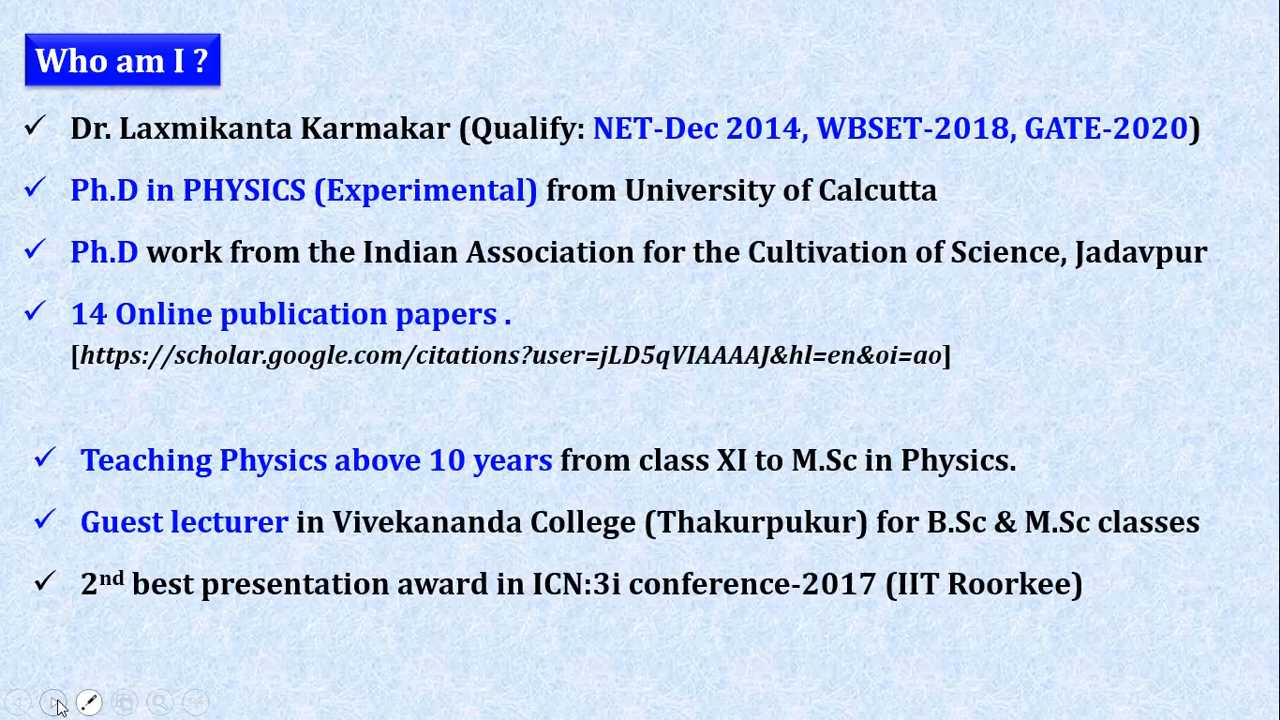 Who am I ?
✓ Dr. Laxmikanta Karmakar (Qualify: NET-Dec 2014, WBSET-2018, GATE-2020)
✓ Ph.D in PHYSICS (Experimental) from University of Calcutta
✓ Ph.D work from the Indian Association for the Cultivation of Science, Jadavpur
✓ 14 Online publication papers .
[https://scholar.google.com/citations?user=jLD5qVIAAAAJ&hl=en&oi=ao]
✓ Teaching Physics above 10 years from class XI to M.Sc in Physics.
✓ Guest lecturer in Vivekananda College (Thakurpukur) for B.Sc & M.Sc classes
✓ 2nd best presentation award in ICN:3i conference-2017 (IIT Roorkee)